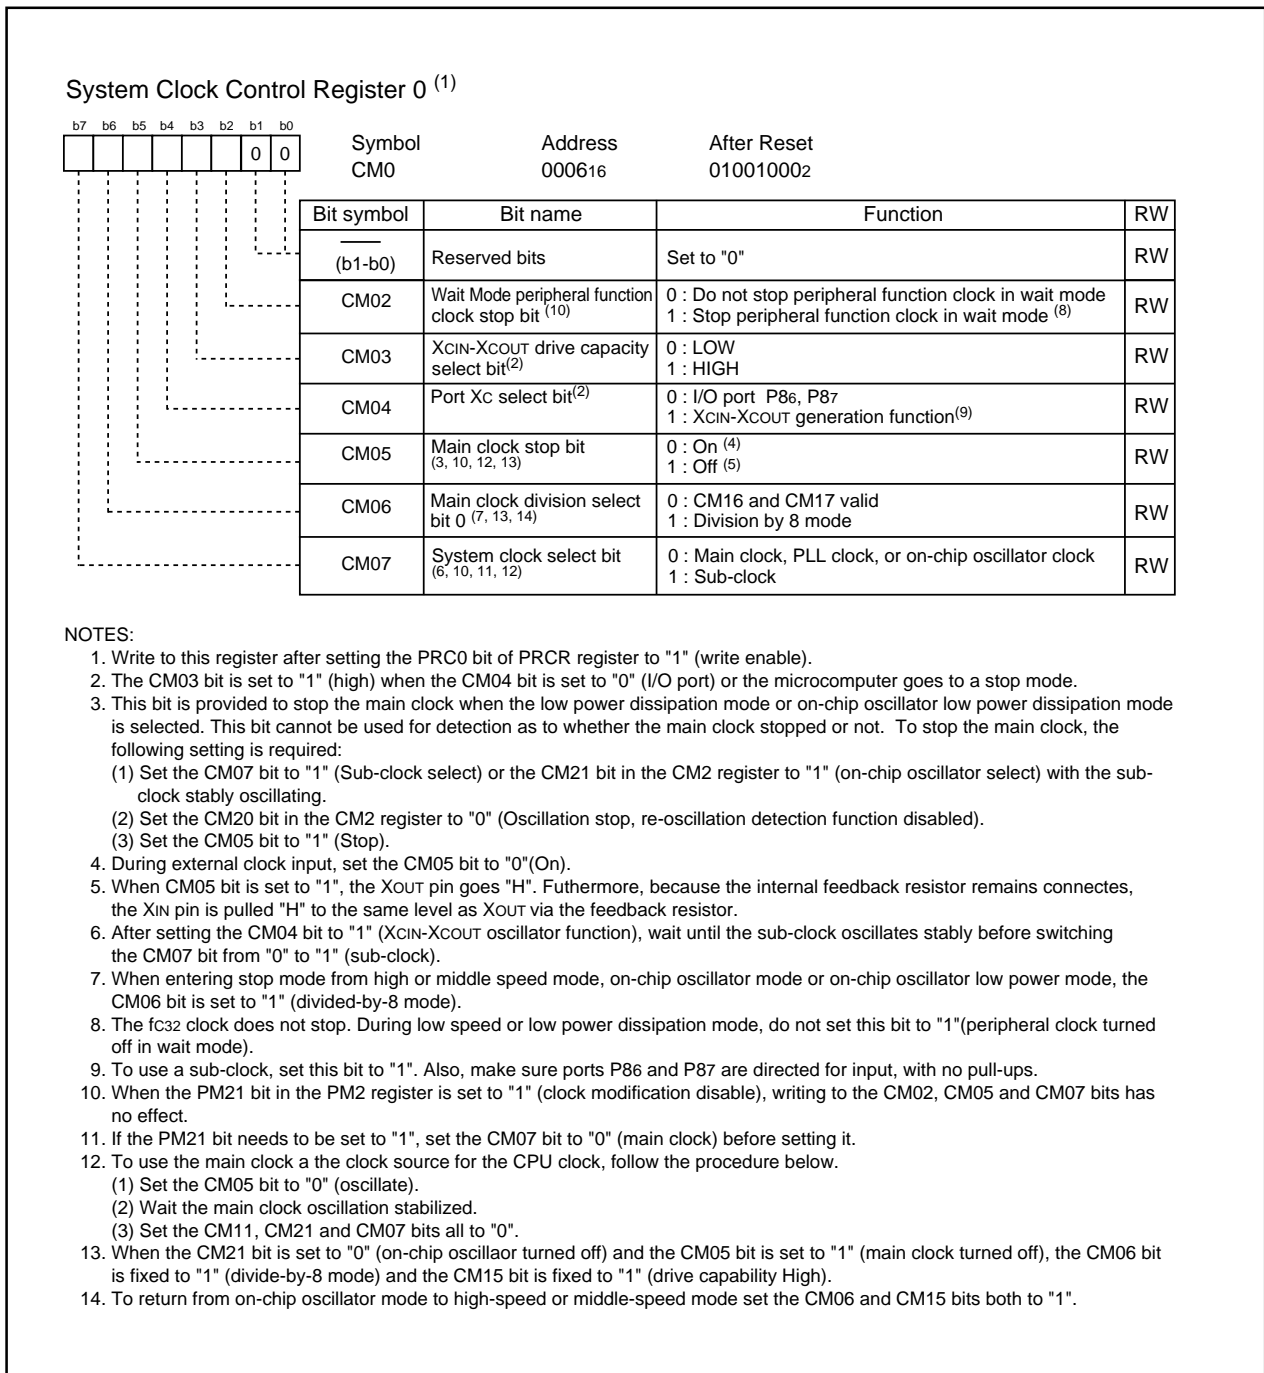 System Clock Control Register 0 (1)
b7 b6 b5 b4 b3 b2 b1 b0
0 0
Symbol Address After Reset
CM0 000616 010010002
Bit symbol Bit name Function RW
(b1-b0) Reserved bits Set to "0" RW
CM02 Wait Mode peripheral function 0 : Do not stop peripheral function clock in wait mode RW
clock stop bit (10) 1 : Stop peripheral function clock in wait mode (8)
CM03 XCIN-XCOUT drive capacity 0 : LOW RW
select bit(2) 1 : HIGH
CM04 Port XC select bit(2) 0 : I/O port P86, P87 RW
1 : XCIN-XCOUT generation function(9)
CM05 Main clock stop bit 0 : On (4) RW
(3, 10, 12, 13) 1 : Off (5)
CM06 Main clock division select 0 : CM16 and CM17 valid RW
bit 0 (7, 13, 14) 1 : Division by 8 mode
CM07 System clock select bit 0 : Main clock, PLL clock, or on-chip oscillator clock RW
(6, 10, 11, 12) 1 : Sub-clock
NOTES:
1. Write to this register after setting the PRC0 bit of PRCR register to "1" (write enable).
2. The CM03 bit is set to "1" (high) when the CM04 bit is set to "0" (I/O port) or the microcomputer goes to a stop mode.
3. This bit is provided to stop the main clock when the low power dissipation mode or on-chip oscillator low power dissipation mode
is selected. This bit cannot be used for detection as to whether the main clock stopped or not. To stop the main clock, the
following setting is required:
(1) Set the CM07 bit to "1" (Sub-clock select) or the CM21 bit in the CM2 register to "1" (on-chip oscillator select) with the sub-
clock stably oscillating.
(2) Set the CM20 bit in the CM2 register to "0" (Oscillation stop, re-oscillation detection function disabled).
(3) Set the CM05 bit to "1" (Stop).
4. During external clock input, set the CM05 bit to "0"(On).
5. When CM05 bit is set to "1", the XOUT pin goes "H". Futhermore, because the internal feedback resistor remains connectes,
the XIN pin is pulled "H" to the same level as XOUT via the feedback resistor.
6. After setting the CM04 bit to "1" (XCIN-XCOUT oscillator function), wait until the sub-clock oscillates stably before switching
the CM07 bit from "0" to "1" (sub-clock).
7. When entering stop mode from high or middle speed mode, on-chip oscillator mode or on-chip oscillator low power mode, the
CM06 bit is set to "1" (divided-by-8 mode).
8. The fC32 clock does not stop. During low speed or low power dissipation mode, do not set this bit to "1"(peripheral clock turned
off in wait mode).
9. To use a sub-clock, set this bit to "1". Also, make sure ports P86 and P87 are directed for input, with no pull-ups.
10. When the PM21 bit in the PM2 register is set to "1" (clock modification disable), writing to the CM02, CM05 and CM07 bits has
no effect.
11. If the PM21 bit needs to be set to "1", set the CM07 bit to "0" (main clock) before setting it.
12. To use the main clock a the clock source for the CPU clock, follow the procedure below.
(1) Set the CM05 bit to "0" (oscillate).
(2) Wait the main clock oscillation stabilized.
(3) Set the CM11, CM21 and CM07 bits all to "0".
13. When the CM21 bit is set to "0" (on-chip oscillaor turned off) and the CM05 bit is set to "1" (main clock turned off), the CM06 bit
is fixed to "1" (divide-by-8 mode) and the CM15 bit is fixed to "1" (drive capability High).
14. To return from on-chip oscillator mode to high-speed or middle-speed mode set the CM06 and CM15 bits both to "1".